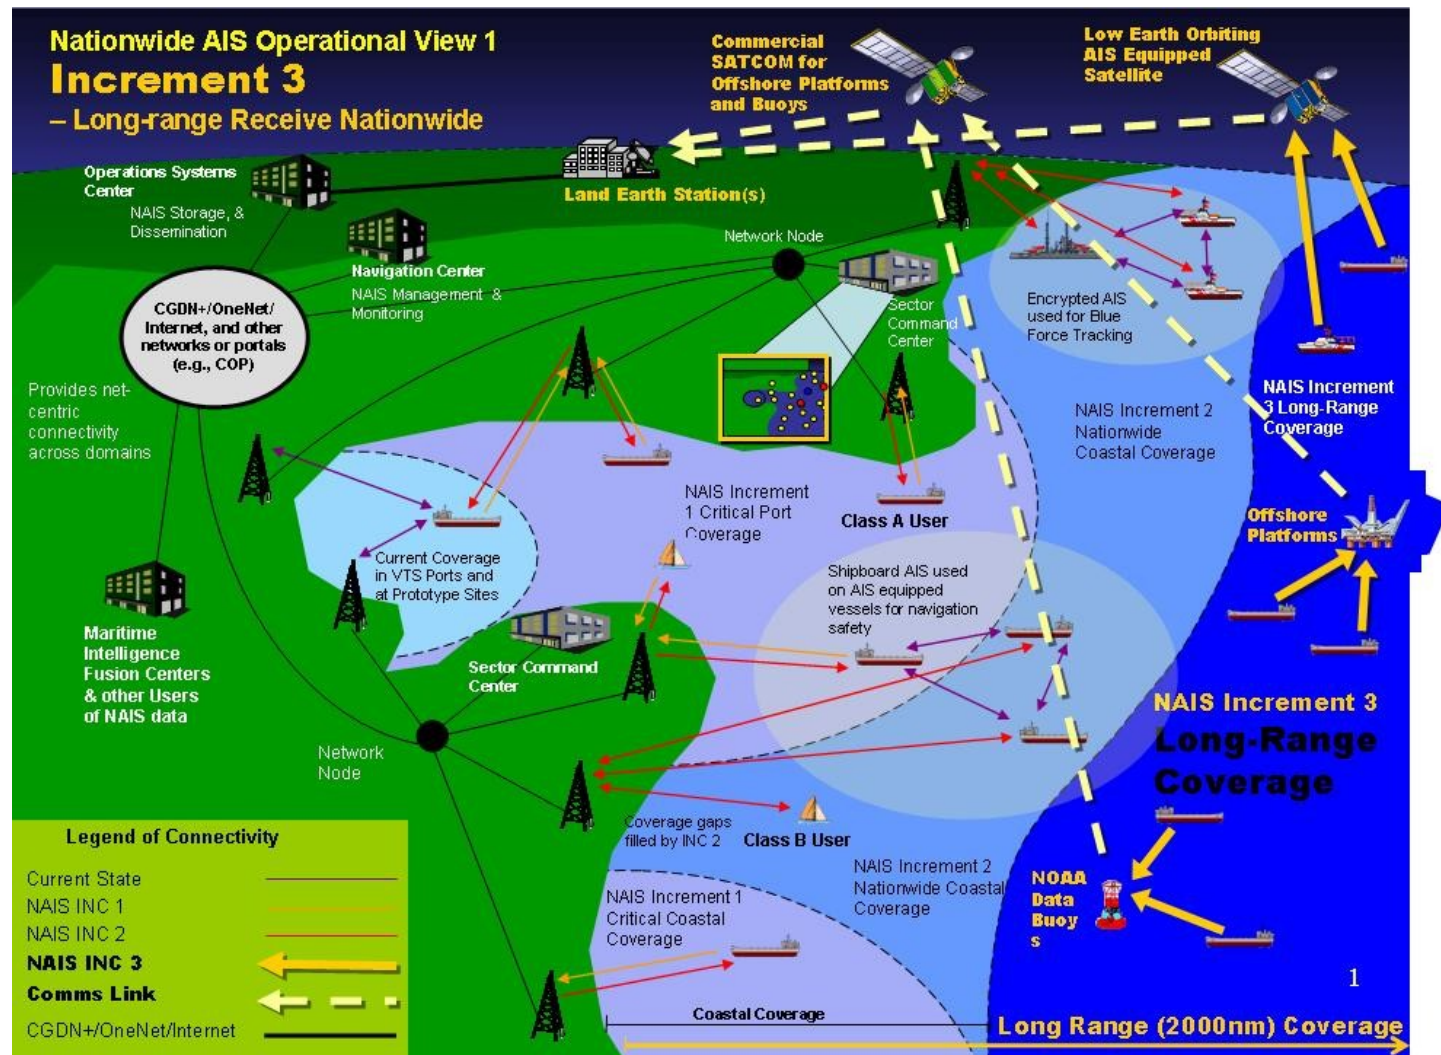 Nationwide AIS Operational View 1
Increment 3
– Long-range Receive Nationwide
Commercial
SATCOM for
Offshore Platforms
and Buoys
Low Earth Orbiting
AIS Equipped
Satellite
Operations Systems
Center
NAIS Storage, &
Dissemination
Land Earth Station(s)
Navigation Center
NAIS Management &
Monitoring
Network Node
Sector
Command
Center
Encrypted AIS
used for Blue
Force Tracking
CGDN+/OneNet/
Internet, and other
networks or portals
(e.g., COP)
Provides net-
centric
connectivity
across domains
NAIS Increment
3 Long-Range
Coverage
NAIS Increment 2
Nationwide
Coastal Coverage
NAIS Increment
1 Critical Port
Coverage
Class A User
Offshore
Platforms
Current Coverage
in VTS Ports and
at Prototype Sites
Shipboard AIS used
on AIS equipped
vessels for navigation
safety
Maritime
Intelligence
Fusion Centers
& other Users
of NAIS data
Sector Command
Center
NAIS Increment 3
Long-Range
Coverage
Network
Node
Coverage gaps
filled by INC 2
Class B User
NAIS Increment 2
Nationwide Coastal
Coverage
NOAA
Data
Buoy
s
NAIS Increment 1
Critical Coastal
Coverage
Legend of Connectivity
Current State
NAIS INC 1
NAIS INC 2
NAIS INC 3
Comms Link
CGDN+/OneNet/Internet
1
Coastal Coverage
Long Range (2000nm) Coverage